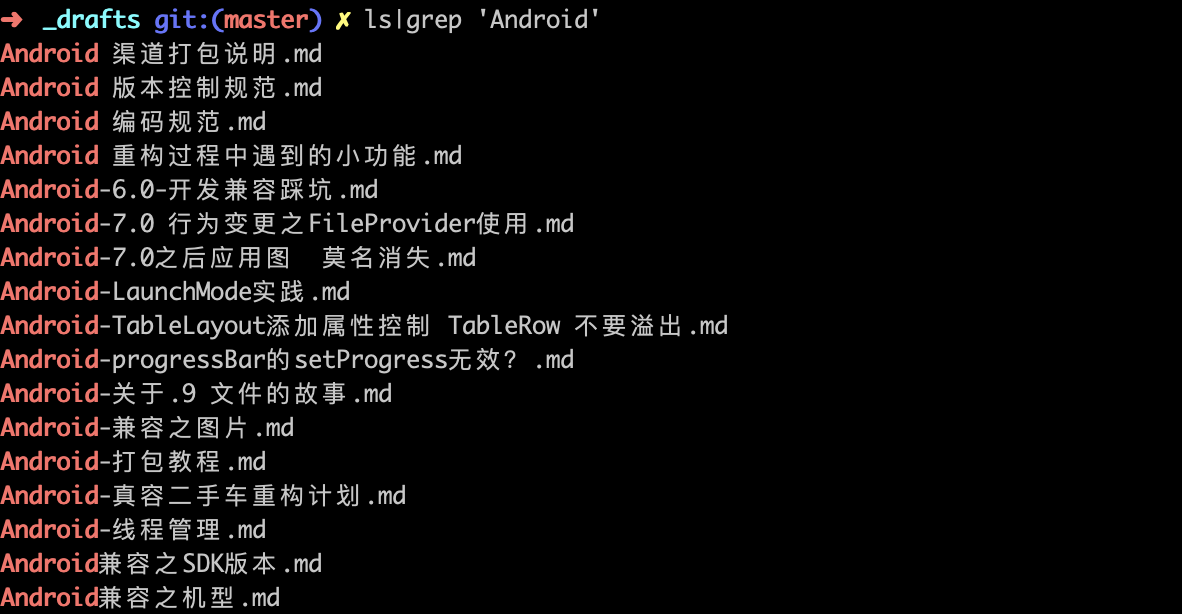 ➜ _drafts git:(master) ✗ ls|grep 'Android'
Android 渠道打包说明.md
Android 版本控制规范.md
Android 编码规范.md
Android 重构过程中遇到的小功能.md
Android-6.0-开发兼容踩坑.md
Android-7.0 行为变更之FileProvider使用.md
Android-7.0之后应用图  莫名消失.md
Android-LaunchMode实践.md
Android-TableLayout添加属性控制 TableRow 不要溢出.md
Android-progressBar的setProgress无效？.md
Android-关于.9 文件的故事.md
Android-兼容之图片.md
Android-打包教程.md
Android-真容二手车重构计划.md
Android-线程管理.md
Android兼容之SDK版本.md
Android兼容之机型.md